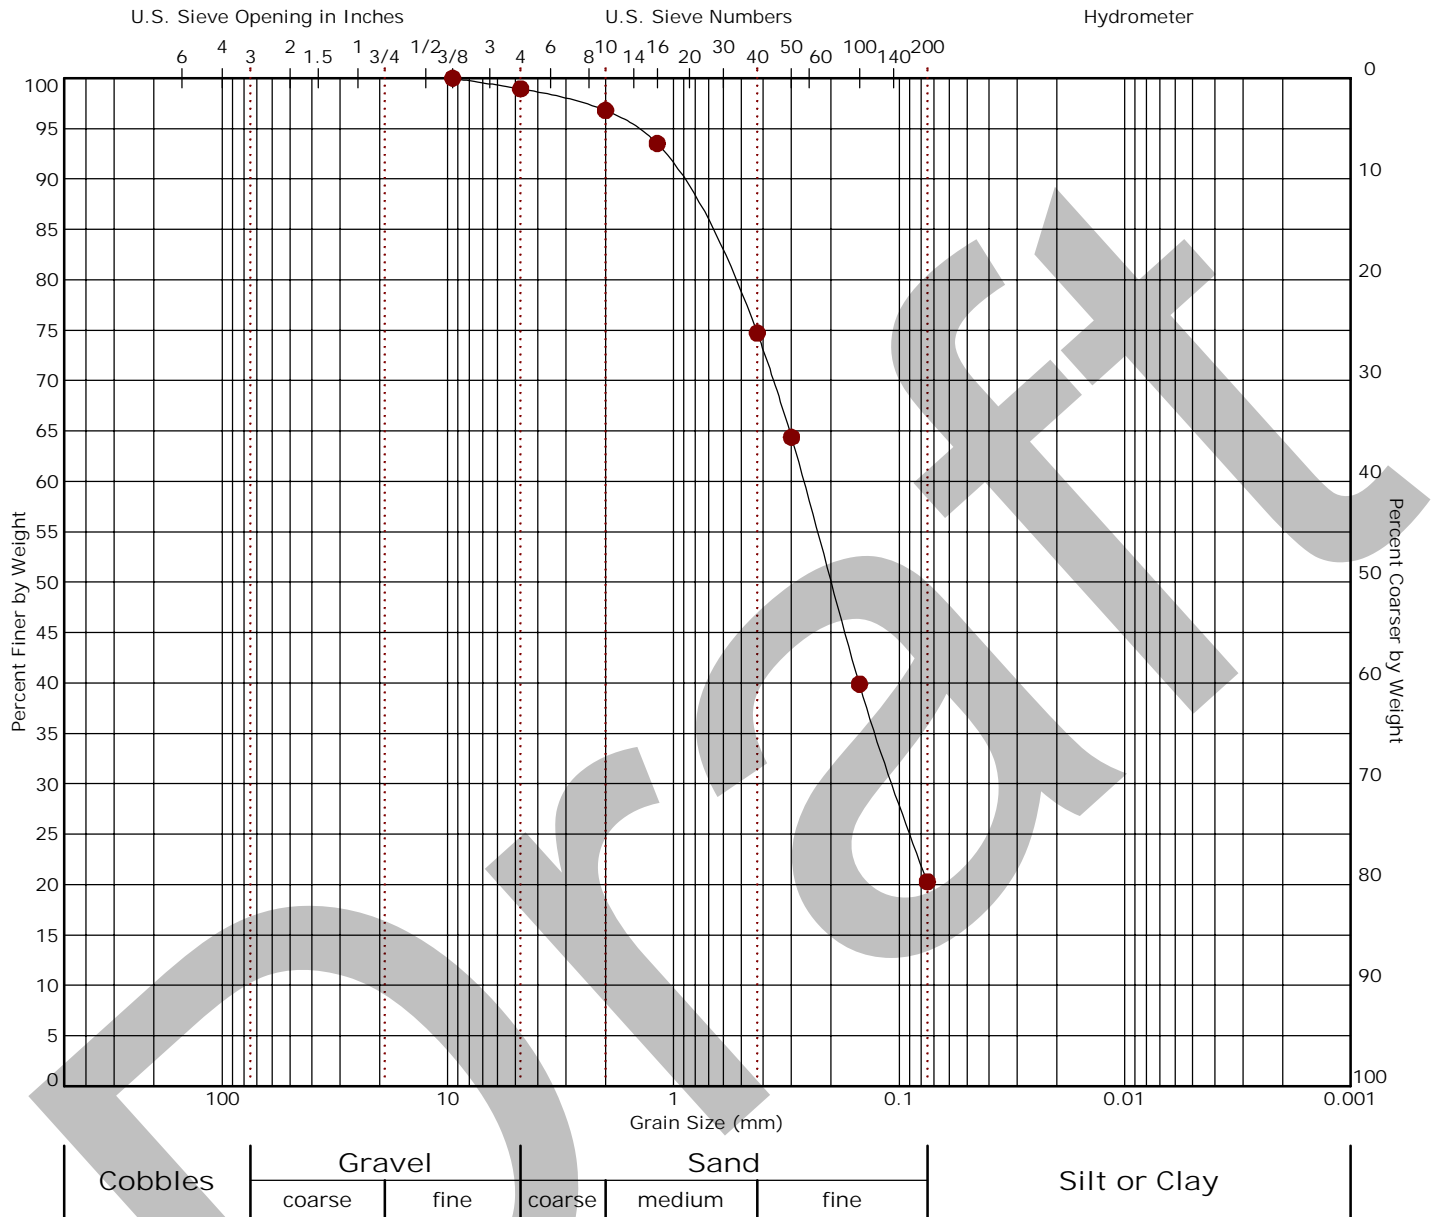 U.S. Sieve Opening in Inches U.S. Sieve Numbers Hydrometer
6 4 3 2 1.5 1 3/4 1/2 3/8 3 4 6 8 10 14 16 20 30 40 50 60 100 140 200
100 0
95
90 10
85
80 20
75
70 30
65
60 40
55
50 50
45
40 60
35
30 70
25
20 80
15
10 90
5
0 100
Percent Finer by Weight
Percent Coarser by Weight
100 10 1 0.1 0.01 0.001
Grain Size (mm)
Cobbles Gravel Sand Silt or Clay
coarse fine coarse medium fine
Draft